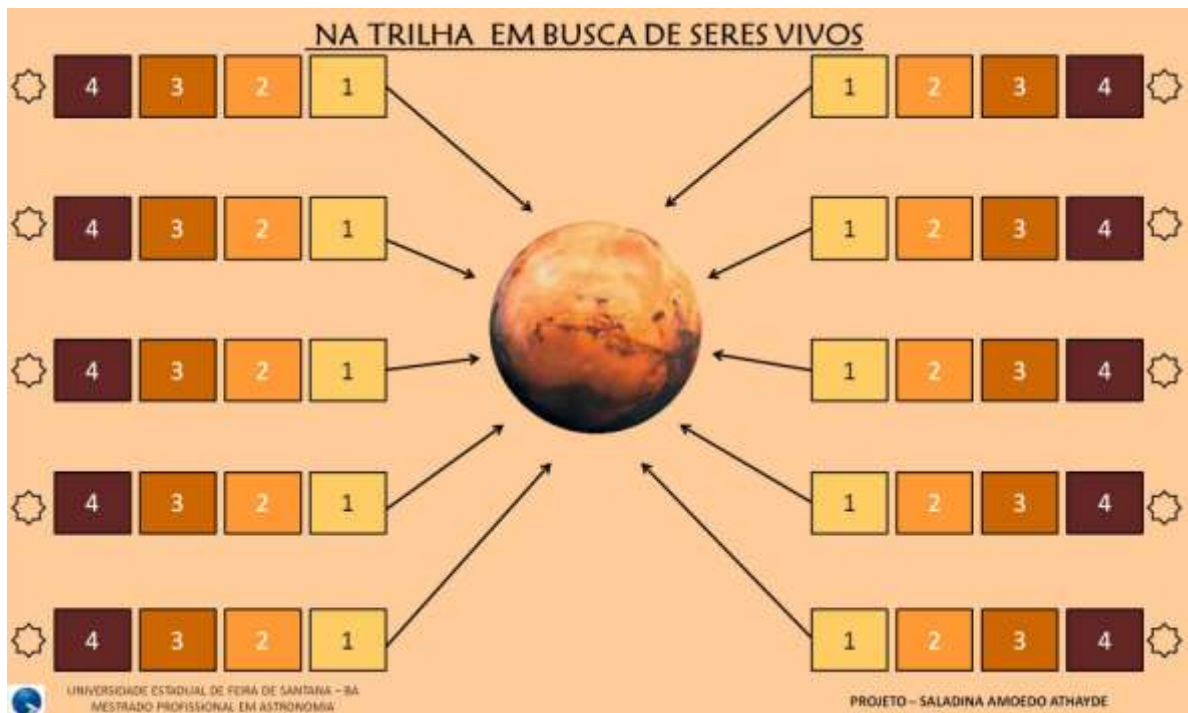 NA TRILHA EM BUSCA DE SERES VIVOS
4 3 2 1 1 2 3 4
4 3 2 1 1 2 3 4
4 3 2 1 1 2 3 4
4 3 2 1 1 2 3 4
4 3 2 1 1 2 3 4
UNIVERSIDADE ESTADUAL DE FEIRA DE SANTANA – BA
MESTRADO PROFISSIONAL EM ASTRONOMIA
PROJETO – SALADINA AMOEDO ATHAYDE